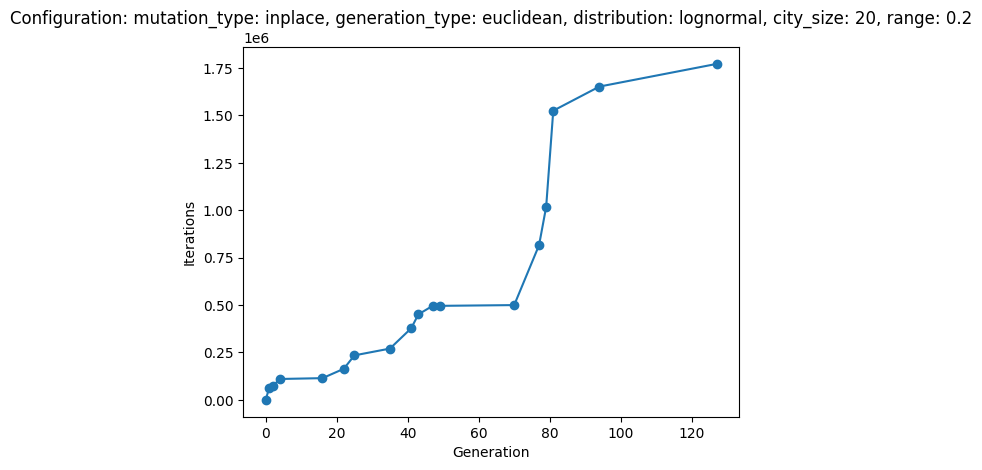 Configuration: mutation_type: inplace, generation_type: euclidean, distribution: lognormal, city_size: 20, range: 0.2
1e6
1.75
1.50
1.25
1.00
0.75
0.50
0.25
0.00
Iterations
0 20 40 60 80 100 120
Generation